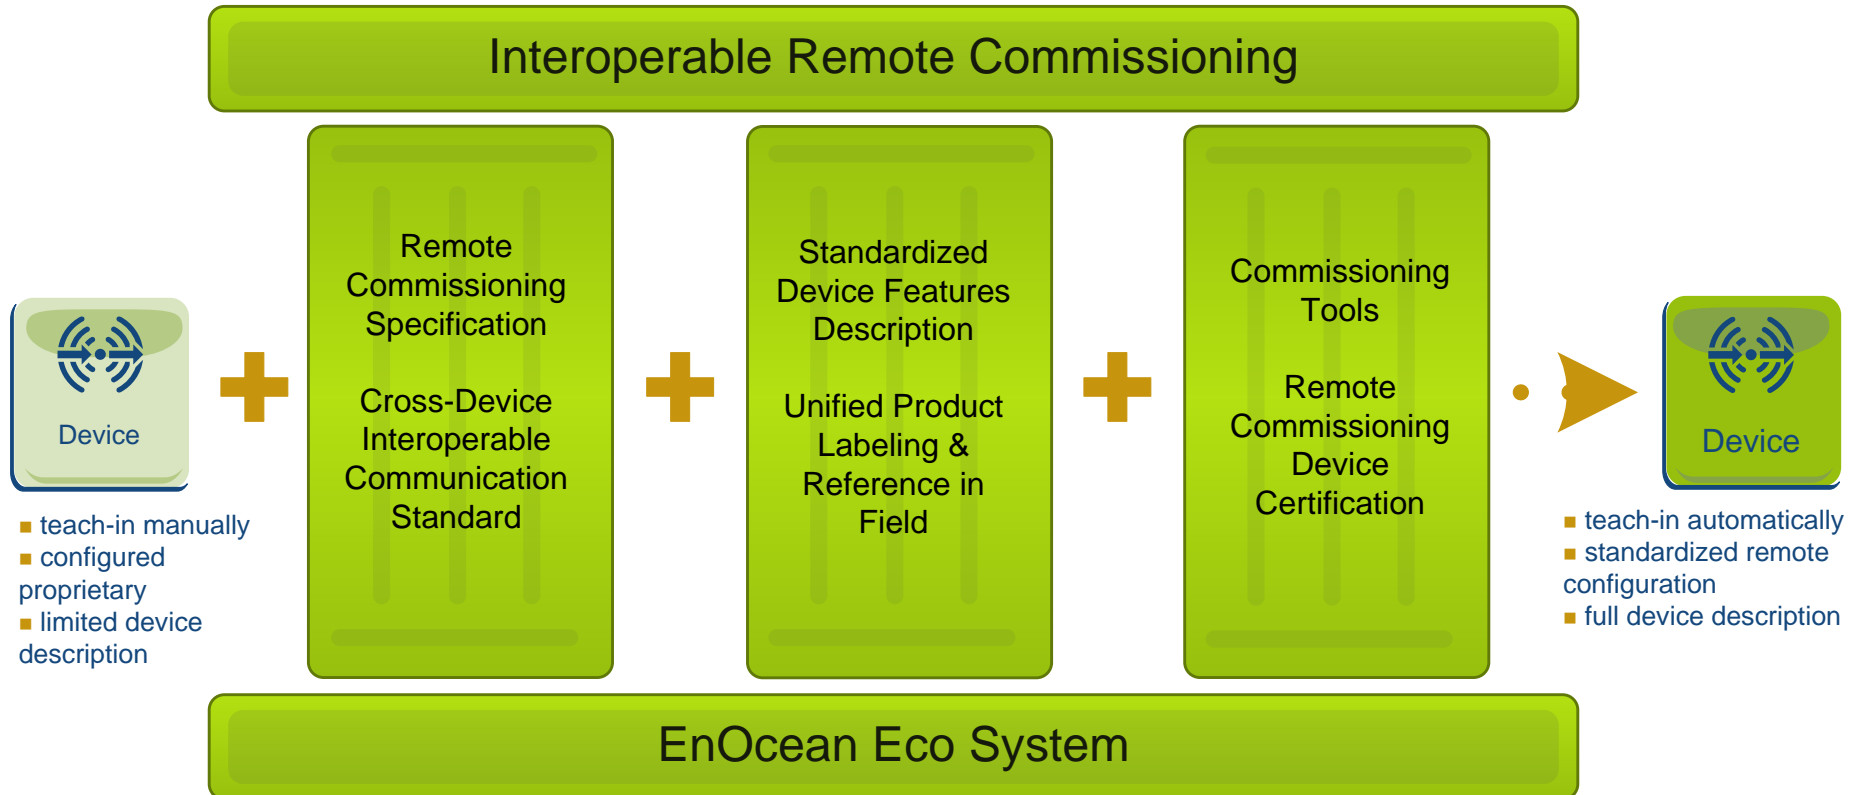 Interoperable Remote Commissioning
Device
■ teach-in manually
■ configured
proprietary
■ limited device
description
Remote
Commissioning
Specification
Cross-Device
Interoperable
Communication
Standard
Standardized
Device Features
Description
Unified Product
Labeling &
Reference in
Field
Commissioning
Tools
Remote
Commissioning
Device
Certification
Device
■ teach-in automatically
■ standardized remote
configuration
■ full device description
EnOcean Eco System